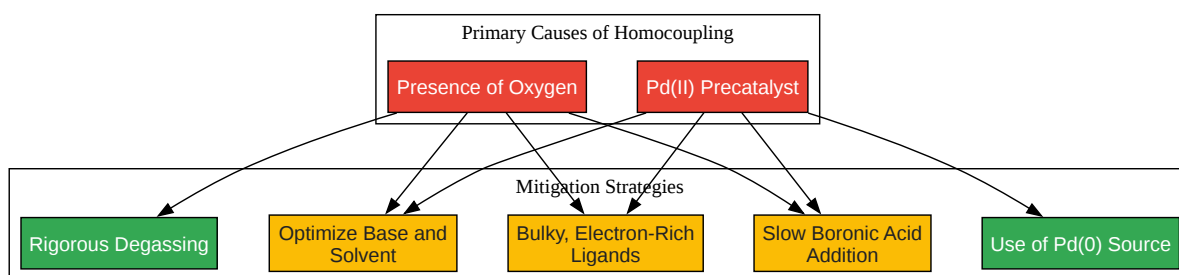 Primary Causes of Homocoupling
Presence of Oxygen
Pd(II) Precatalyst
Mitigation Strategies
Rigorous Degassing
Optimize Base and
Solvent
Bulky, Electron-Rich
Ligands
Slow Boronic Acid
Addition
Use of Pd(0) Source